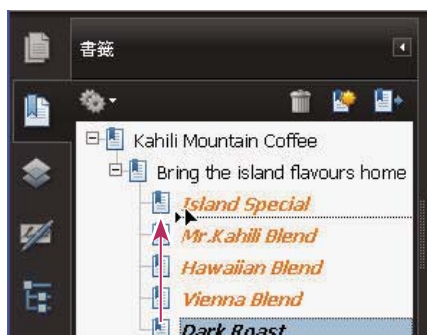 書籤
Kahili Mountain Coffee
Bring the island flavours home
Island Special
Mr.Kahili Blend
Hawaiian Blend
Vienna Blend
Dark Roast